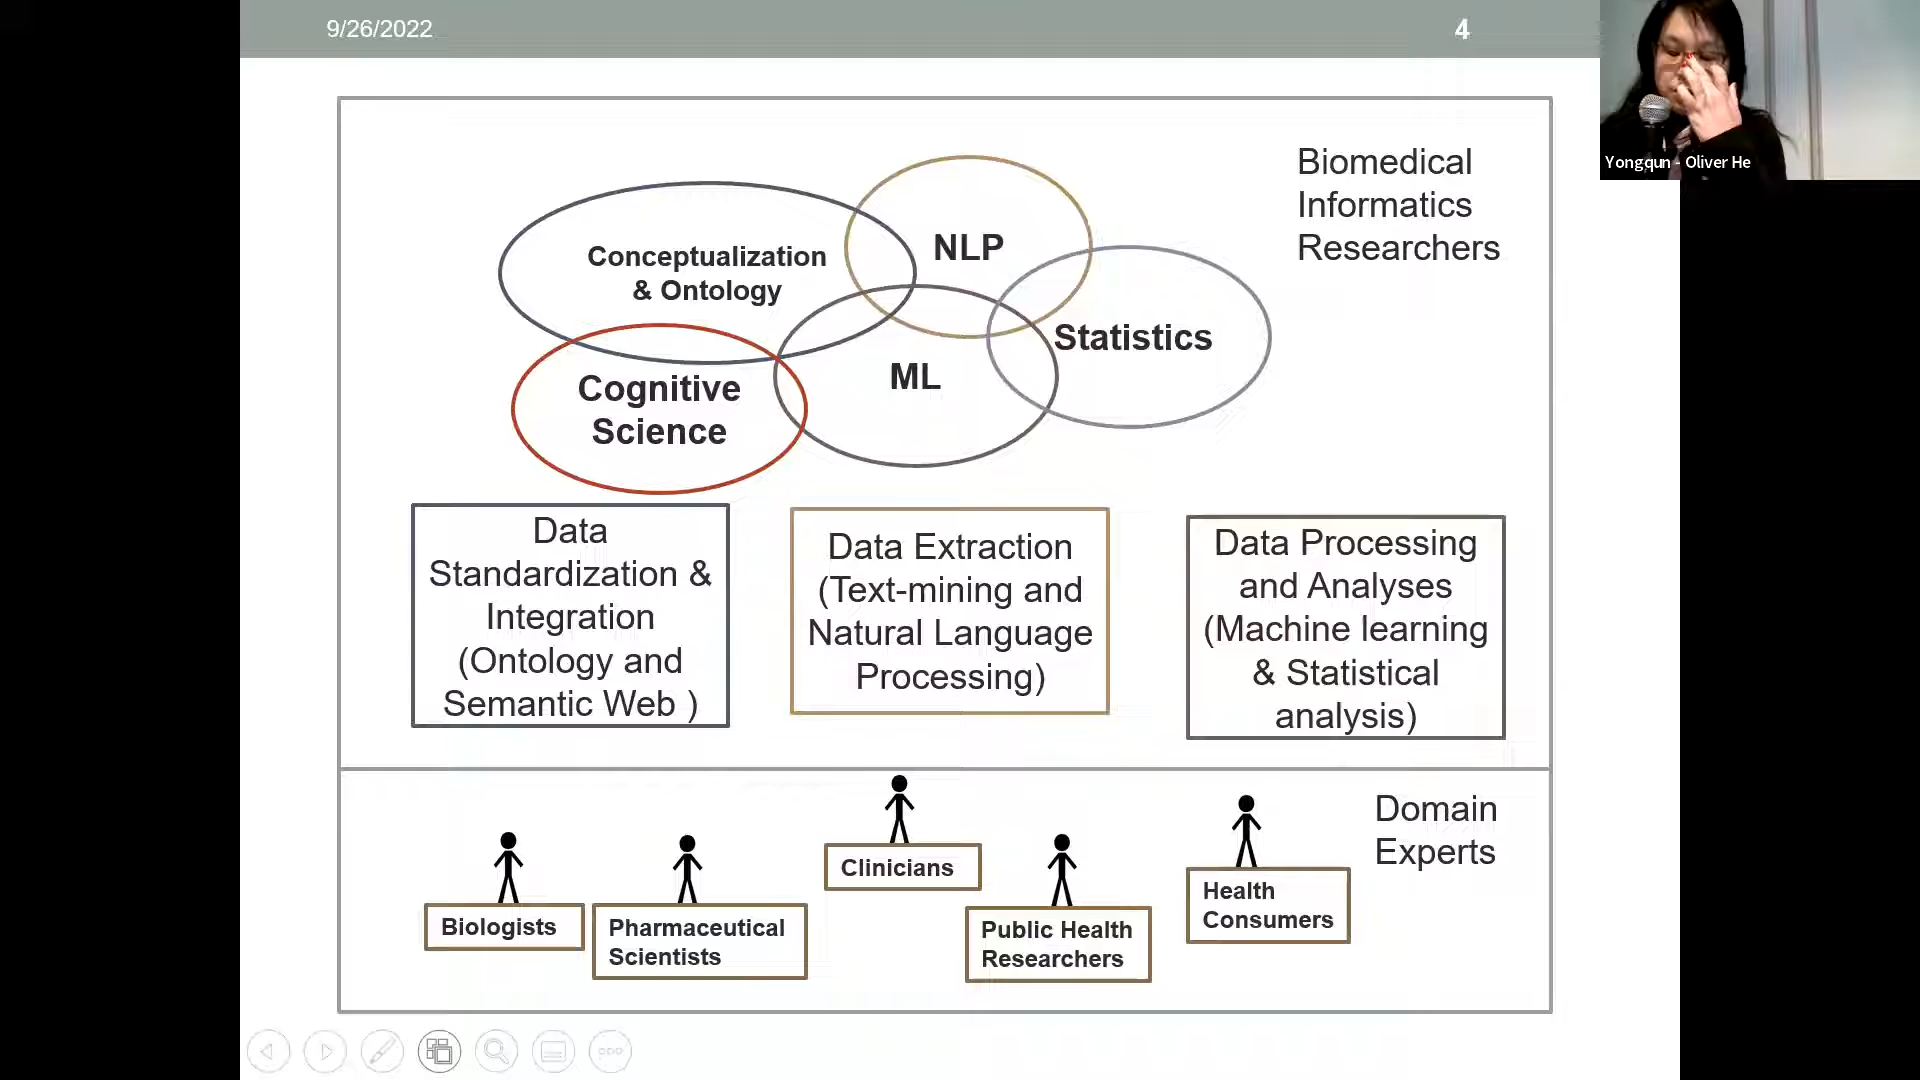 9/26/2022
4
Yongqun - Oliver He
Biomedical
Informatics
Researchers
NLP
Conceptualization
& Ontology
Statistics
ML
Cognitive
Science
Data
Standardization &
Integration
(Ontology and
Semantic Web )
Data Extraction
(Text-mining and
Natural Language
Processing)
Data Processing
and Analyses
(Machine learning
& Statistical
analysis)
Domain
Experts
Clinicians
Biologists
Pharmaceutical
Scientists
Public Health
Researchers
Health
Consumers